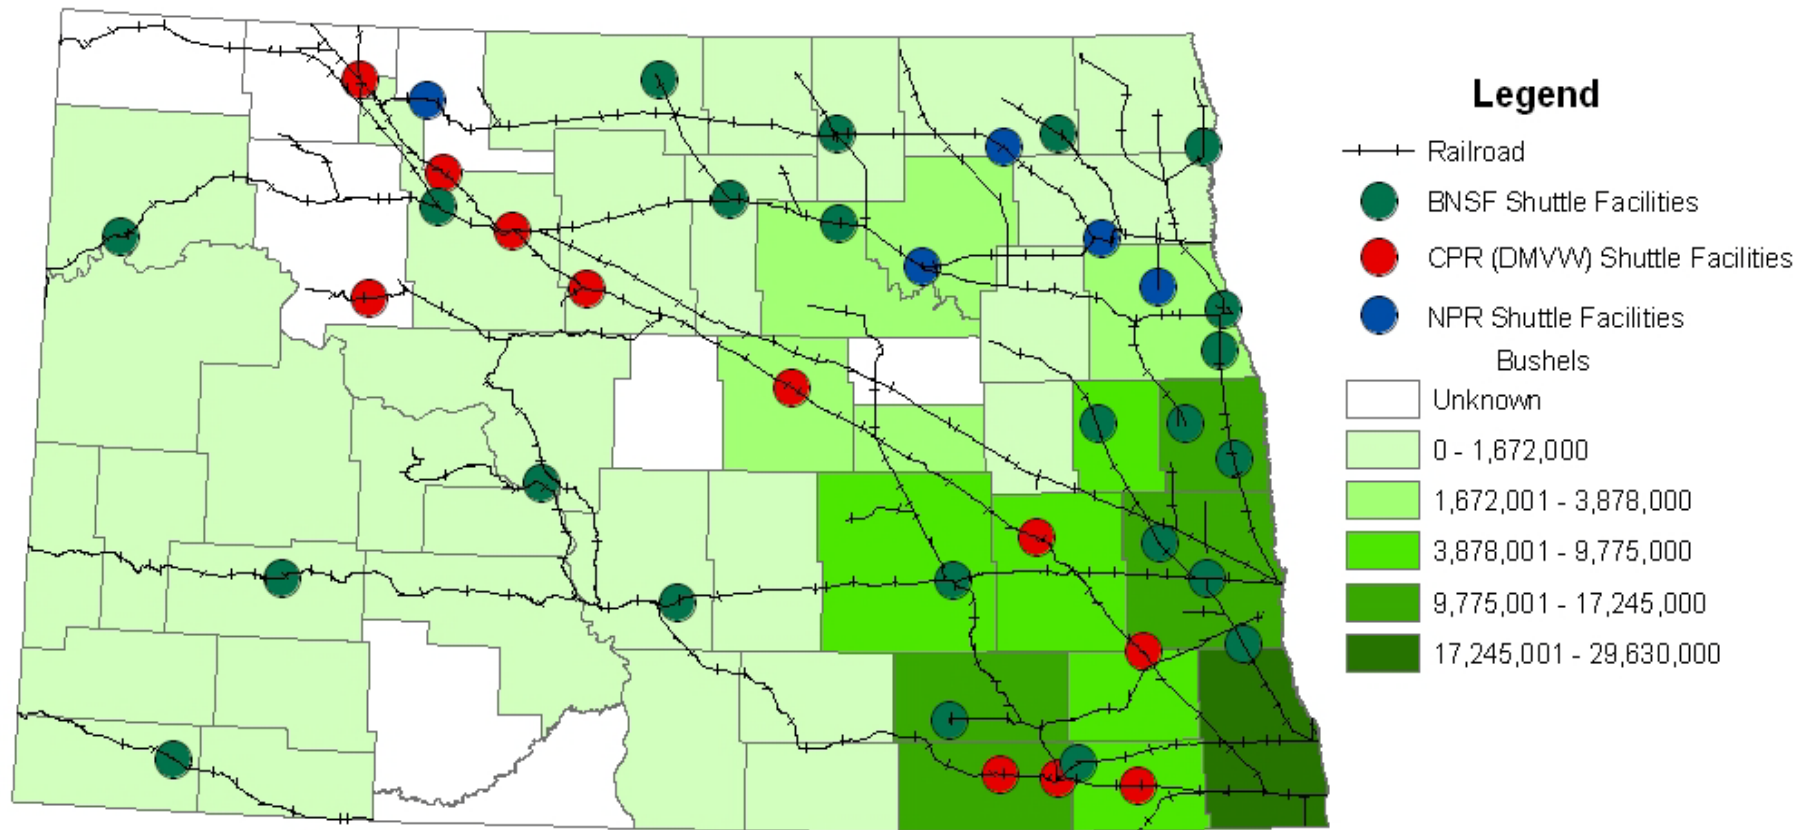 Legend
Railroad
BNSF Shuttle Facilities
CPR (DMVW) Shuttle Facilities
NPR Shuttle Facilities
Bushels
Unknown
0 - 1,672,000
1,672,001 - 3,878,000
3,878,001 - 9,775,000
9,775,001 - 17,245,000
17,245,001 - 29,630,000